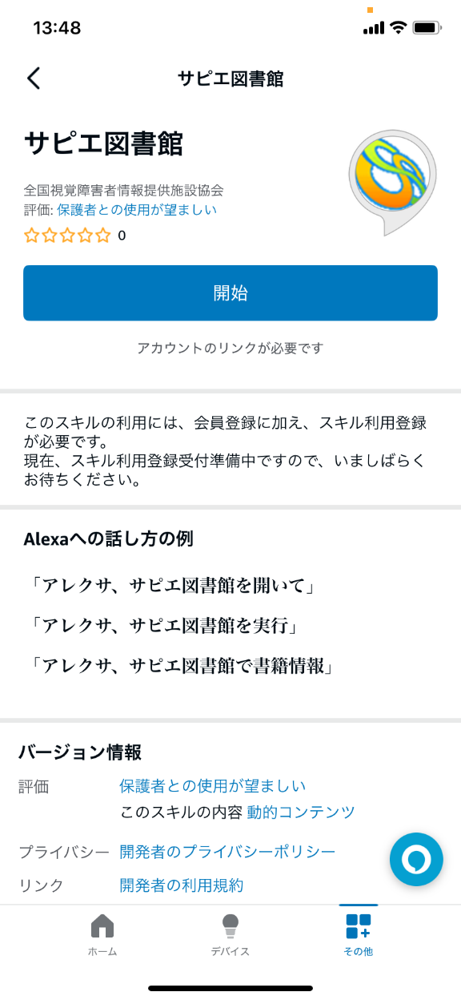 13:48
サピエ図書館
サピエ図書館
全国視覚障害者情報提供施設協会
評価: 保護者との使用が望ましい
0
開始
アカウントのリンクが必要です
このスキルの利用には、会員登録に加え、スキル利用登録
が必要です。
現在、スキル利用登録受付準備中ですので、いましばらく
お待ちください。
Alexaへの話し方の例
「アレクサ、サピエ図書館を開いて」
「アレクサ、サピエ図書館を実行」
「アレクサ、サピエ図書館で書籍情報」
バージョン情報
評価 保護者との使用が望ましい
このスキルの内容 動的コンテンツ
プライバシー 開発者のプライバシーポリシー
リンク 開発者の利用規約
ホーム デバイス その他